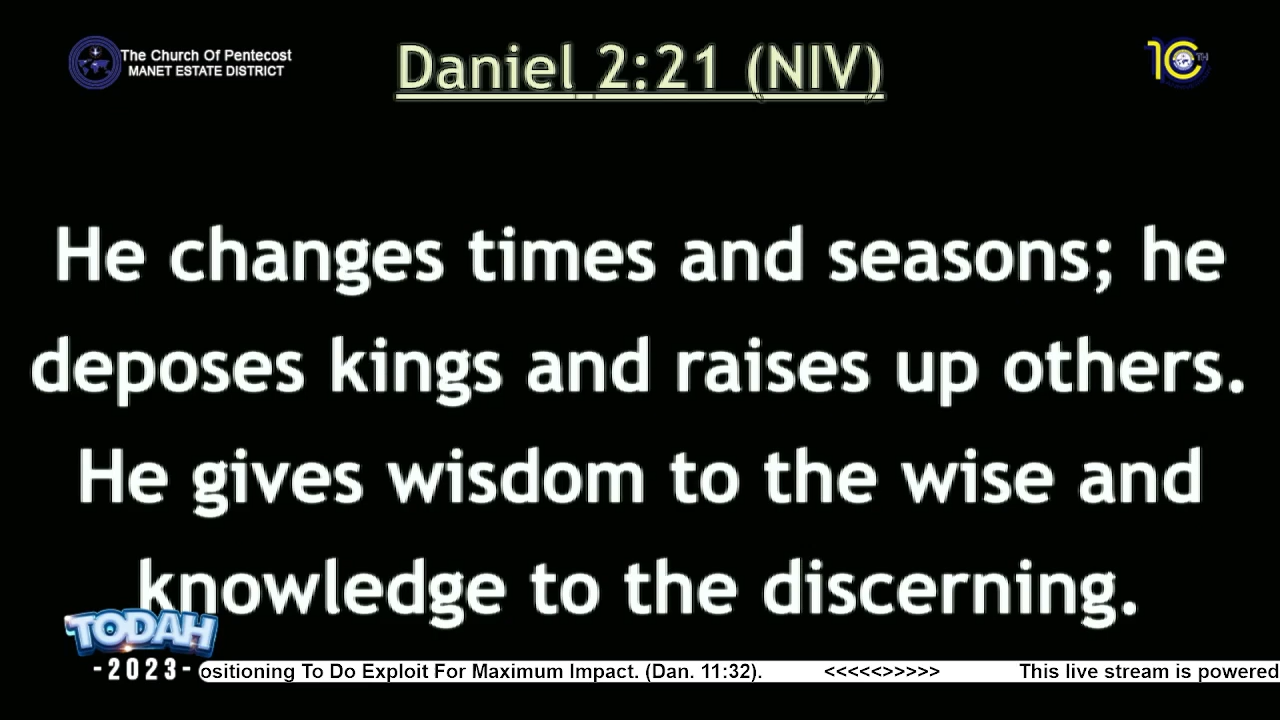 The Church Of Pentecost
MANET ESTATE DISTRICT
Daniel 2:21 (NIV)
10TH
He changes times and seasons; he
deposes kings and raises up others.
He gives wisdom to the wise and
knowledge to the discerning.
TODAH
-2023-
ositioning To Do Exploit For Maximum Impact. (Dan. 11:32). <<<<<>>>>> This live stream is powered